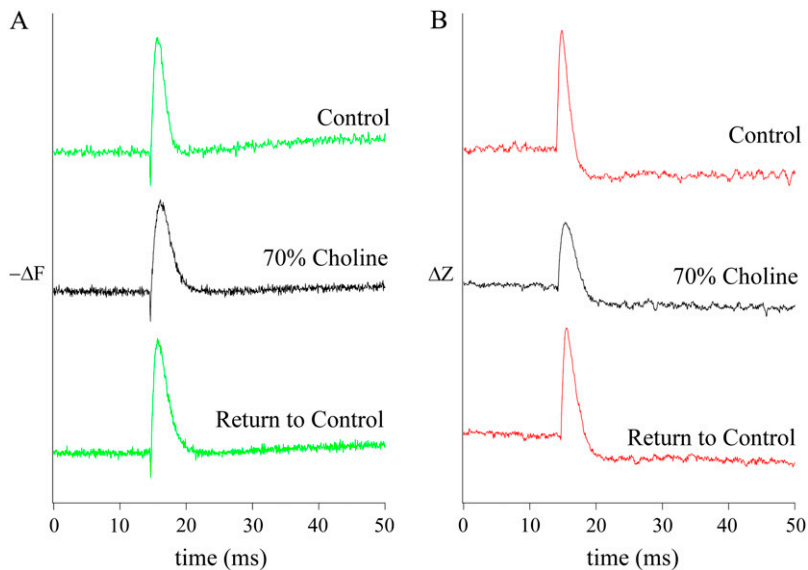 A
Control
70% Choline
−ΔF
Return to Control
0 10 20 30 40 50
time (ms)
B
Control
70% Choline
ΔZ
Return to Control
0 10 20 30 40 50
time (ms)